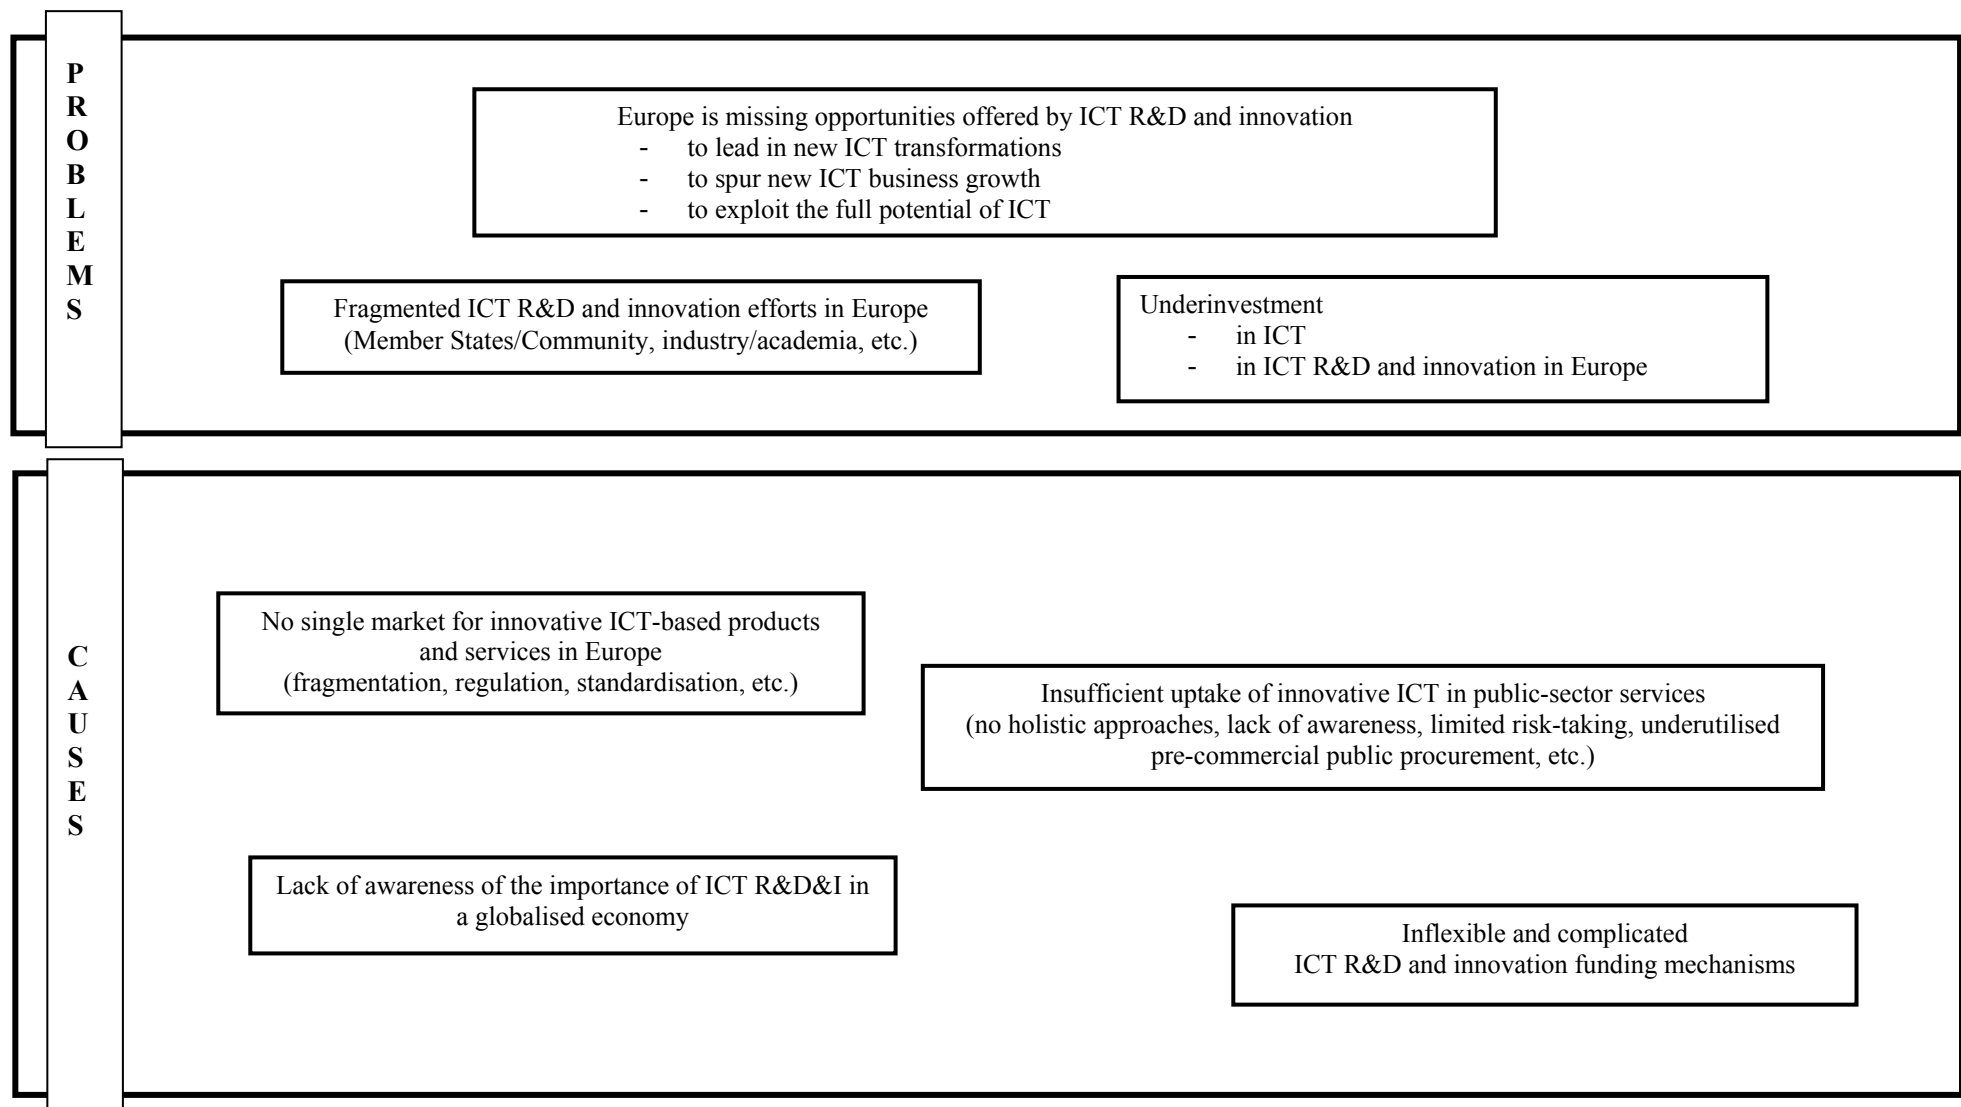 P
R
O
B
L
E
M
S
Europe is missing opportunities offered by ICT R&D and innovation
- to lead in new ICT transformations
- to spur new ICT business growth
- to exploit the full potential of ICT
Fragmented ICT R&D and innovation efforts in Europe
(Member States/Community, industry/academia, etc.)
Underinvestment
- in ICT
- in ICT R&D and innovation in Europe
C
A
U
S
E
S
No single market for innovative ICT-based products
and services in Europe
(fragmentation, regulation, standardisation, etc.)
Insufficient uptake of innovative ICT in public-sector services
(no holistic approaches, lack of awareness, limited risk-taking, underutilised
pre-commercial public procurement, etc.)
Lack of awareness of the importance of ICT R&D&I in
a globalised economy
Inflexible and complicated
ICT R&D and innovation funding mechanisms